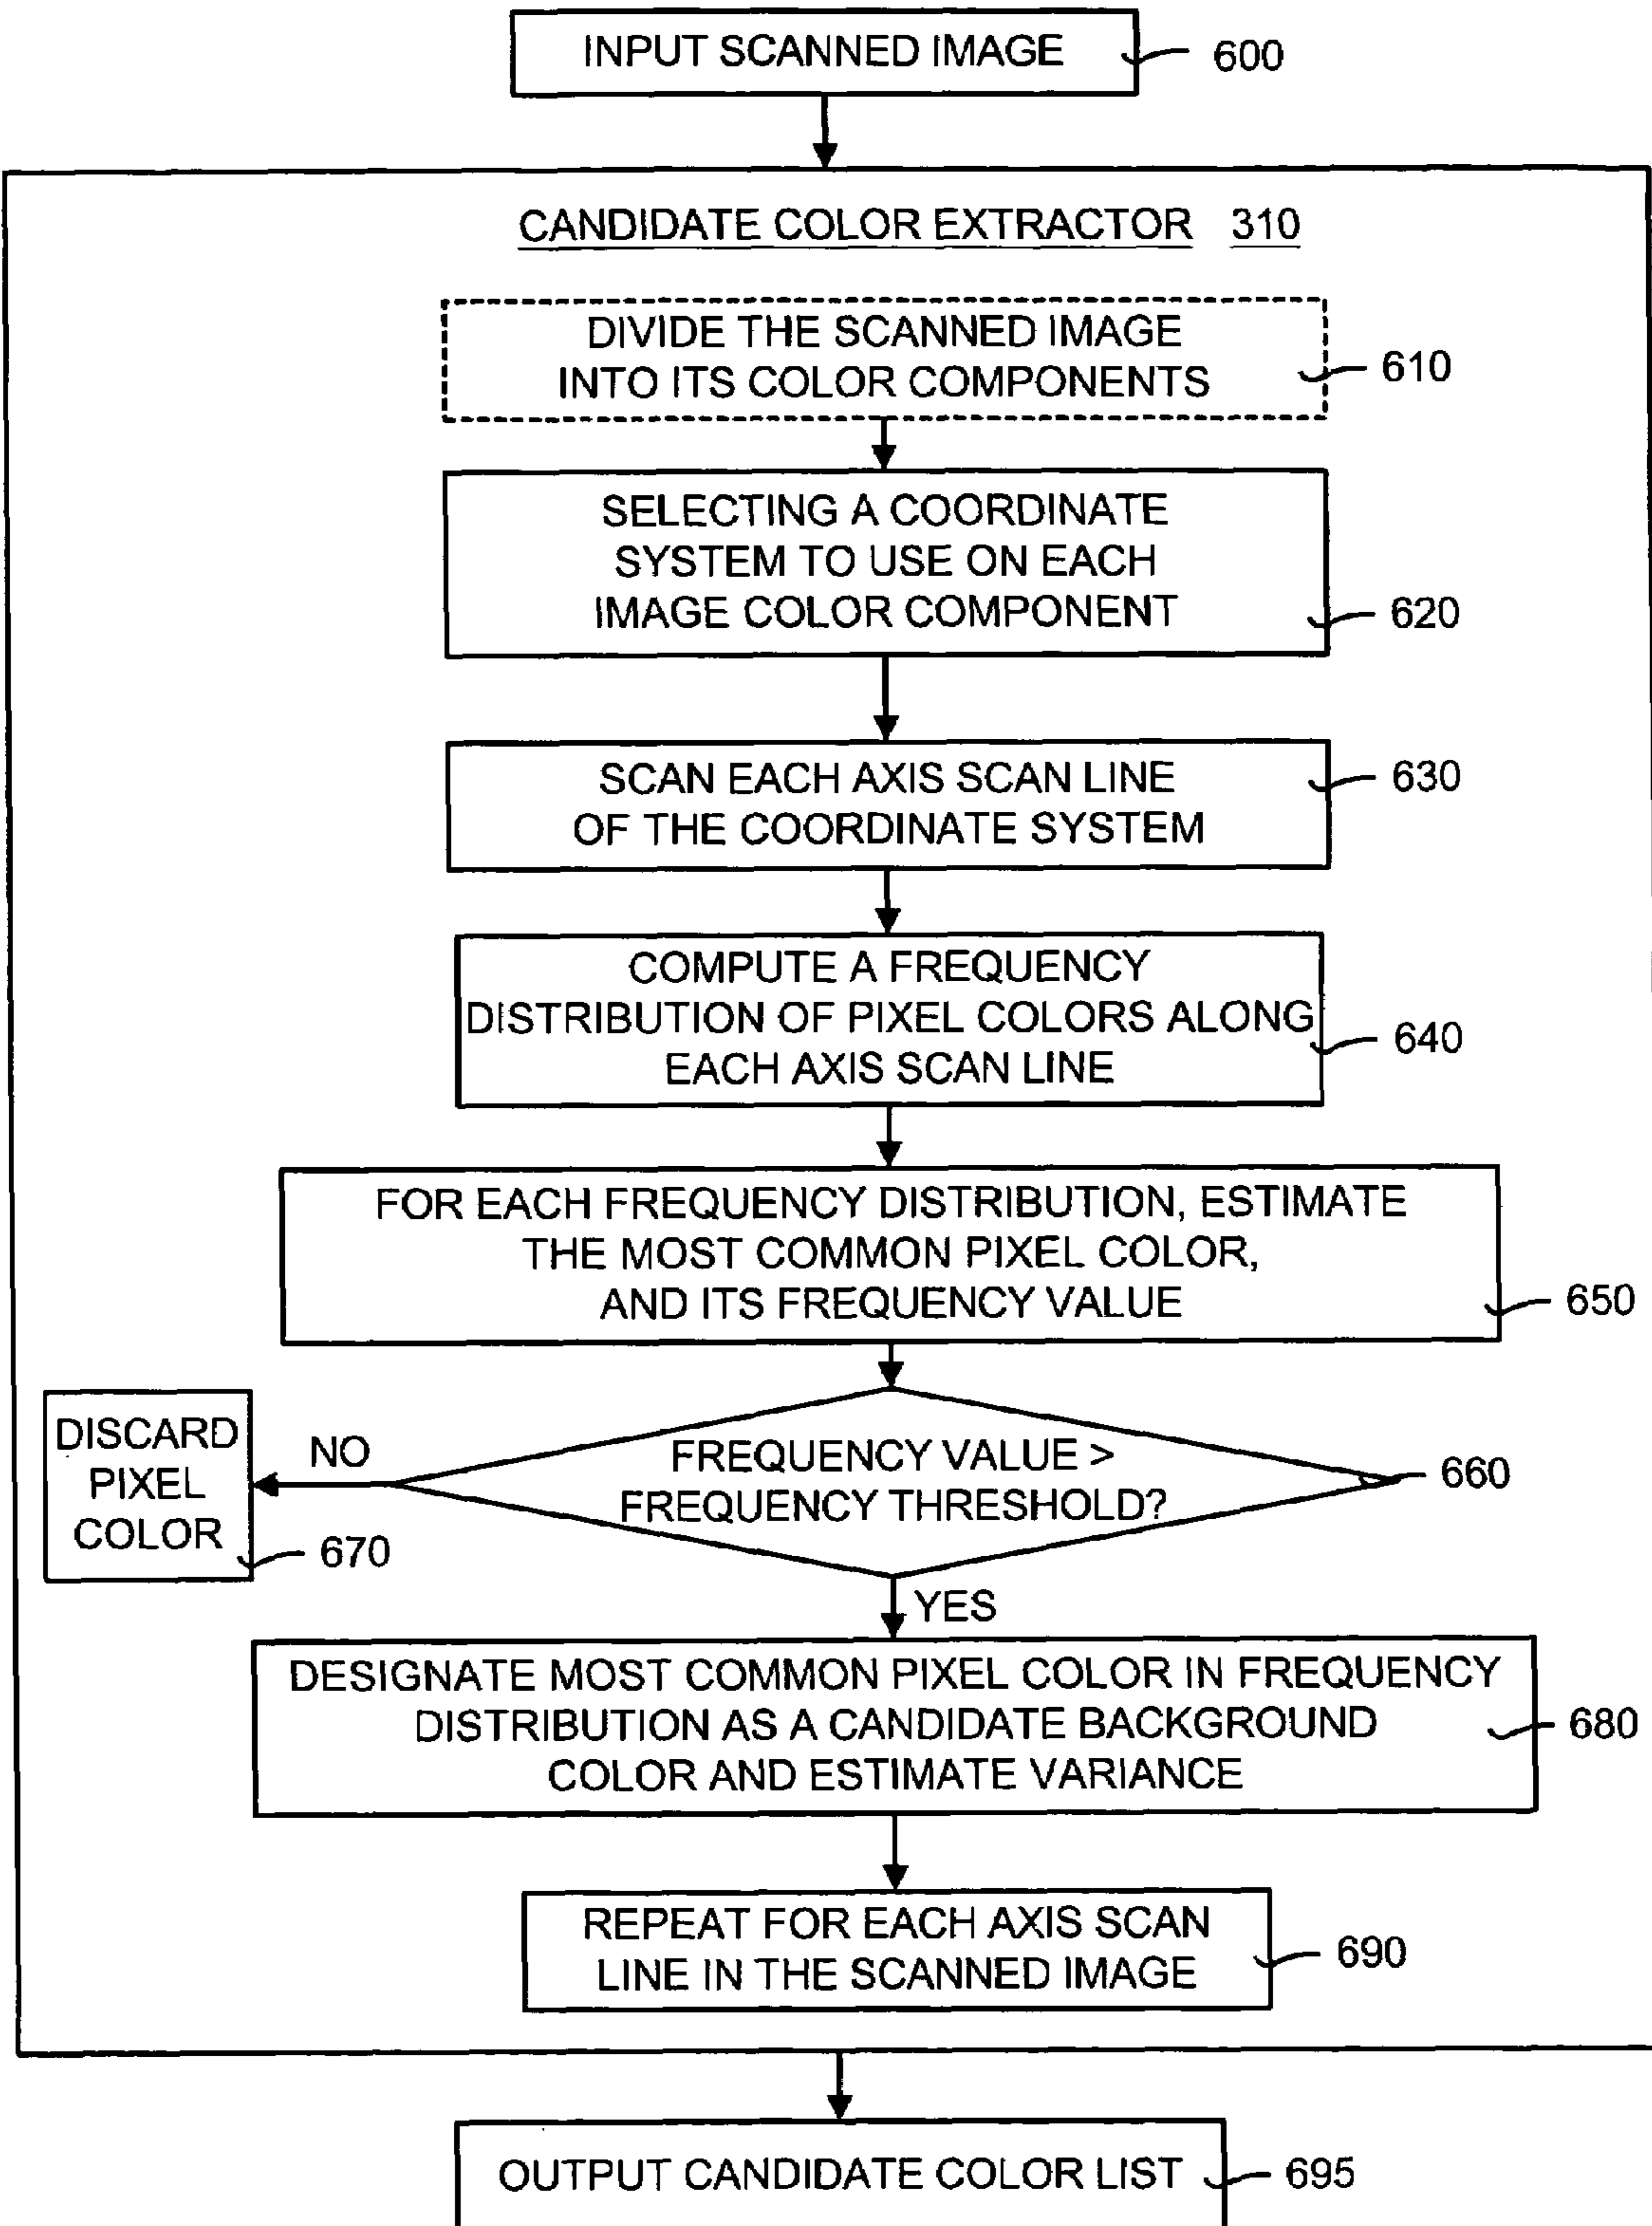 INPUT SCANNED IMAGE
600
CANDIDATE COLOR EXTRACTOR 310
DIVIDE THE SCANNED IMAGE
INTO ITS COLOR COMPONENTS
610
SELECTING A COORDINATE
SYSTEM TO USE ON EACH
IMAGE COLOR COMPONENT
620
SCAN EACH AXIS SCAN LINE
OF THE COORDINATE SYSTEM
630
COMPUTE A FREQUENCY
DISTRIBUTION OF PIXEL COLORS ALONG
EACH AXIS SCAN LINE
640
FOR EACH FREQUENCY DISTRIBUTION, ESTIMATE
THE MOST COMMON PIXEL COLOR,
AND ITS FREQUENCY VALUE
650
FREQUENCY VALUE >
FREQUENCY THRESHOLD?
660
NO
DISCARD
PIXEL
COLOR
670
YES
DESIGNATE MOST COMMON PIXEL COLOR IN FREQUENCY
DISTRIBUTION AS A CANDIDATE BACKGROUND
COLOR AND ESTIMATE VARIANCE
680
REPEAT FOR EACH AXIS SCAN
LINE IN THE SCANNED IMAGE
690
OUTPUT CANDIDATE COLOR LIST
695